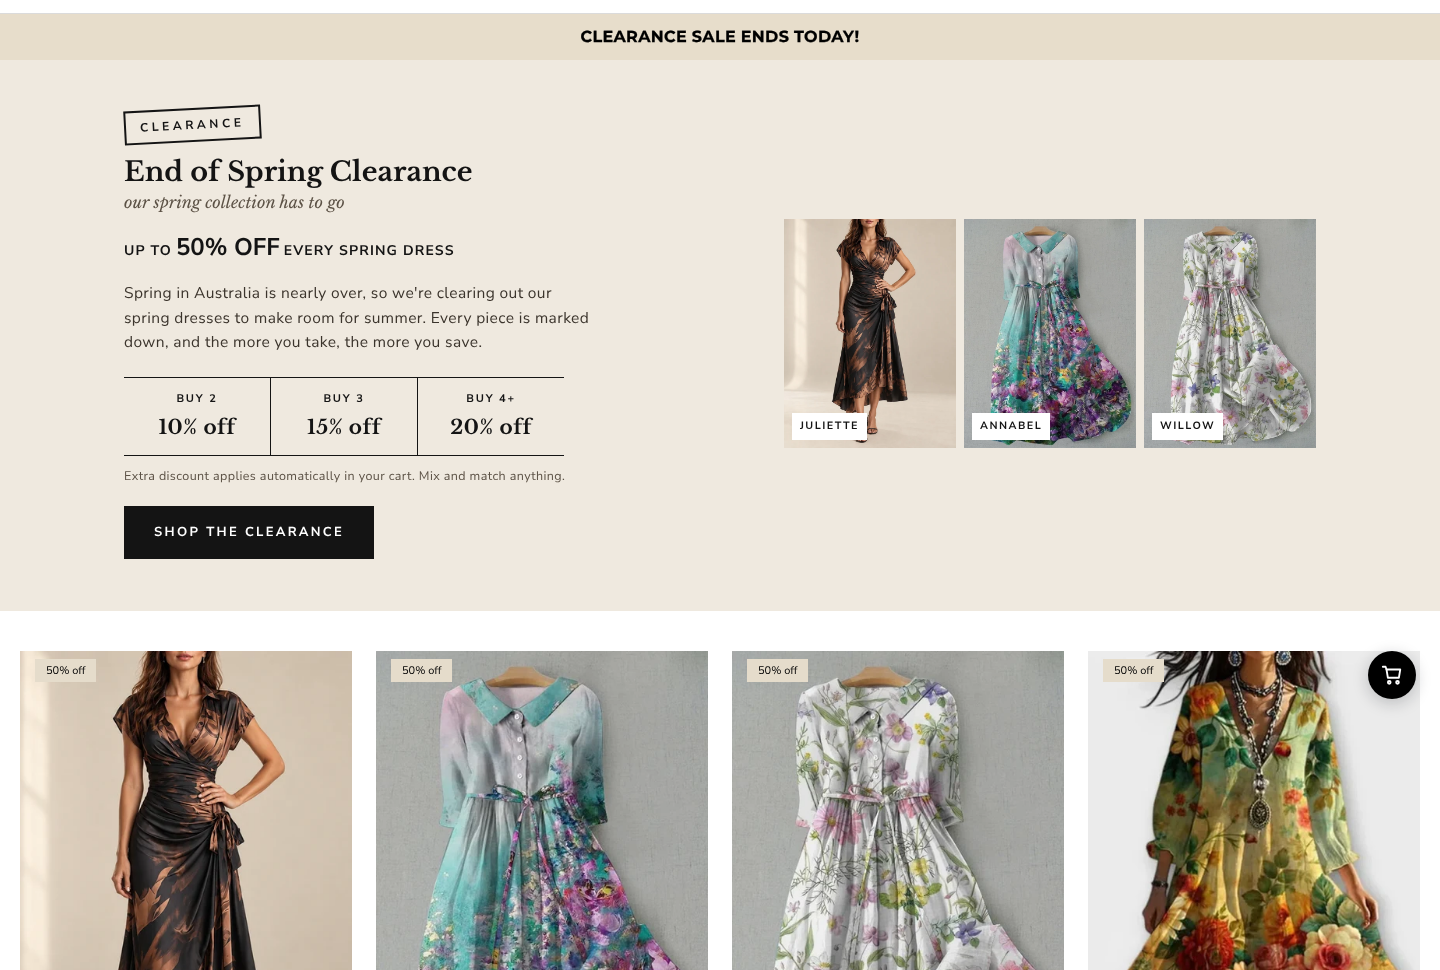 CLEARANCE SALE ENDS TODAY!
CLEARANCE
End of Spring Clearance
our spring collection has to go
UP TO 50% OFF EVERY SPRING DRESS
Spring in Australia is nearly over, so we're clearing out our
spring dresses to make room for summer. Every piece is marked
down, and the more you take, the more you save.
BUY 2
10% off
BUY 3
15% off
BUY 4+
20% off
Extra discount applies automatically in your cart. Mix and match anything.
SHOP THE CLEARANCE
JULIETTE
ANNABEL
WILLOW
50% off
50% off
50% off
50% off